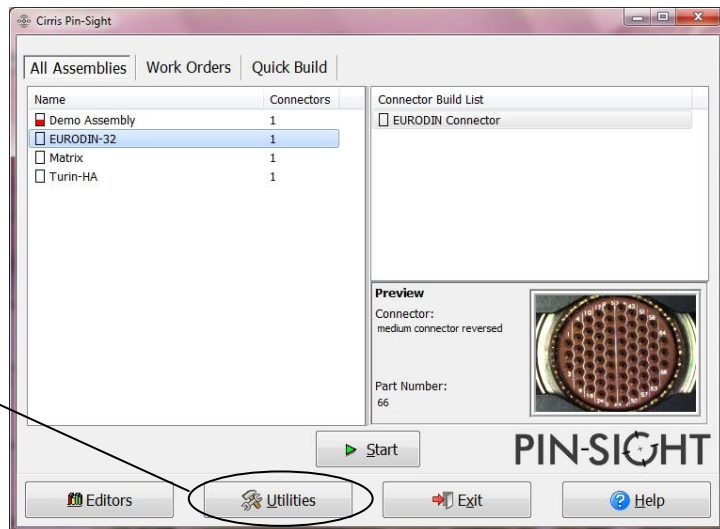 Cirris Pin-Sight
All Assemblies Work Orders Quick Build
Name Connectors
Demo Assembly 1
EURODIN-32 1
Matrix 1
Turin-HA 1
Connector Build List
EURODIN Connector
Preview
Connector:
medium connector reversed
Part Number:
66
Start
PIN-SIGHT
Editors Utilities Exit Help